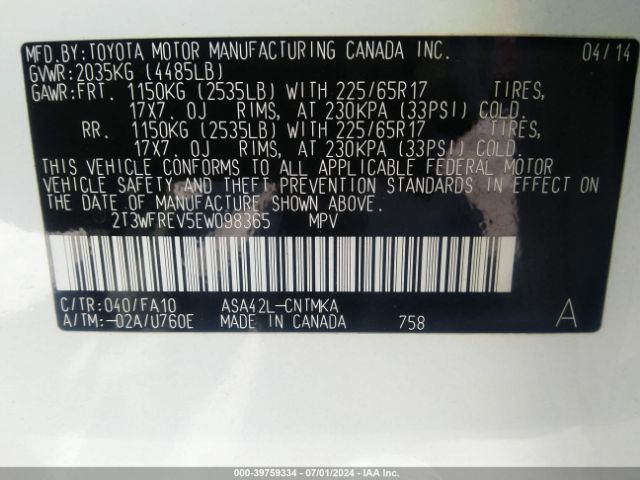 MFD.BY:TOYOTA MOTOR MANUFACTURING CANADA INC. 04/14
GVWR:2035KG (4485LB)
GAWR:FRT. 1150KG (2535LB) WITH 225/65R17 TIRES,
17X7.0J RIMS, AT 230KPA (33PSI) COLD.
RR. 1150KG (2535LB) WITH 225/65R17 TIRES,
17X7.0J RIMS, AT 230KPA (33PSI) COLD.
THIS VEHICLE CONFORMS TO ALL APPLICABLE FEDERAL MOTOR
VEHICLE SAFETY AND THEFT PREVENTION STANDARDS IN EFFECT ON
THE DATE OF MANUFACTURE SHOWN ABOVE.
2T3WFREV5EW098365 MPV
C/TR:040/FA10 ASA42L-CNTMKA A
A/TM:-02A/U760E MADE IN CANADA 758
000-39759334 | 07/01/2024 | IAA Inc.